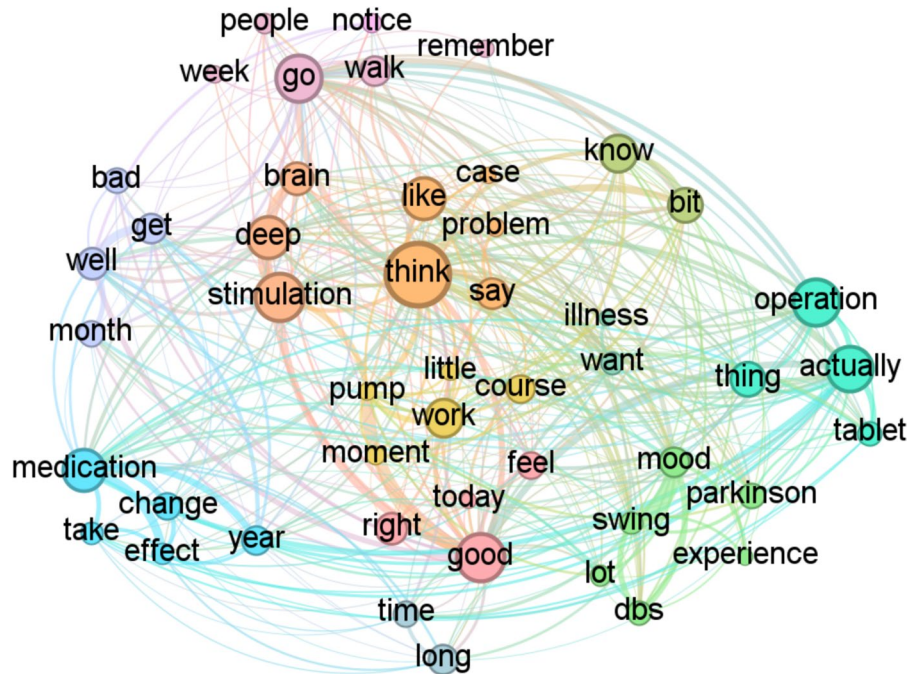 people
notice
remember
week
go
walk
know
case
brain
like
bad
bit
get
problem
deep
well
think
stimulation
say
operation
illness
month
want
actually
little
thing
pump
course
work
tablet
moment
feel
mood
medication
parkinson
today
change
swing
right
take
effect
year
good
experience
lot
time
dbs
long